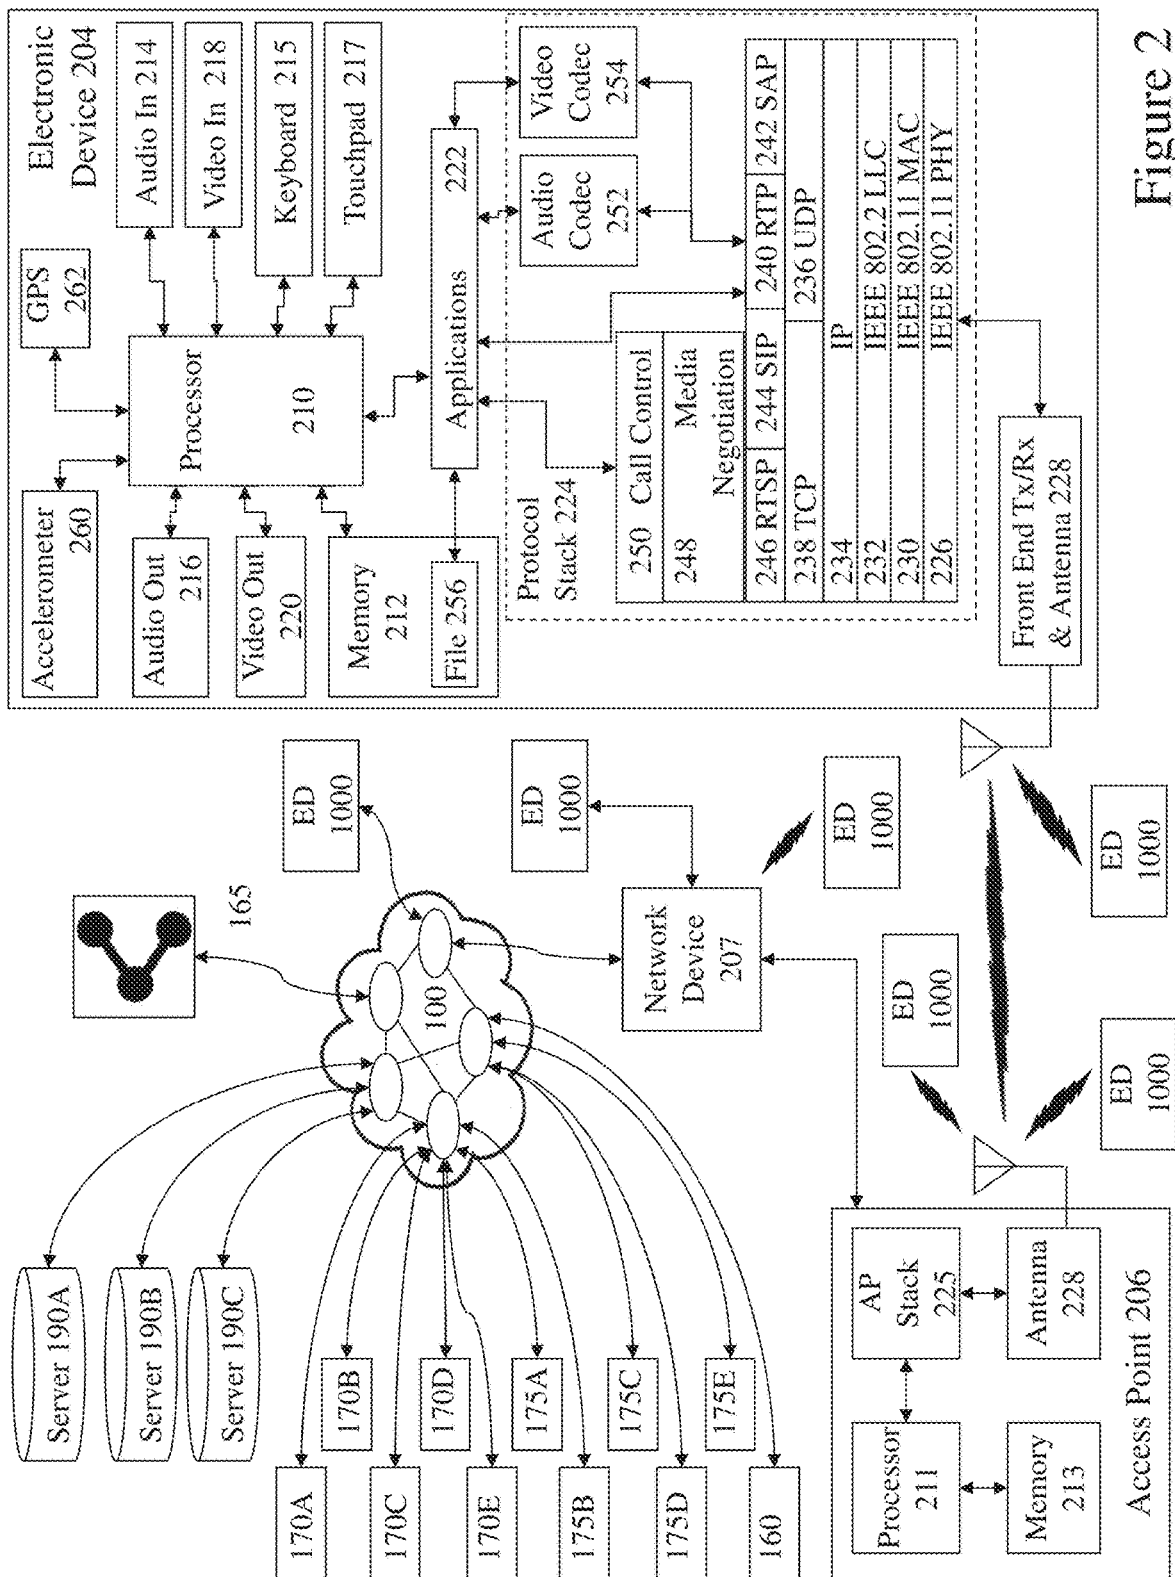 Server 190A
Server 190B
Server 190C
170A
170B
170C
170D
170E
175A
175B
175C
175D
175E
160
165
100
ED
1000
ED
1000
Network
Device
207
ED
1000
ED
1000
ED
1000
ED
1000
Processor
211
AP
Stack
225
Memory
213
Antenna
228
Access Point 206
Electronic
Device 204
Accelerometer
260
GPS
262
Audio Out
216
Video Out
220
Memory
212
File 256
Processor
210
Audio In 214
Video In 218
Keyboard 215
Touchpad 217
Applications 222
Protocol
Stack 224
Audio
Codec
252
Video
Codec
254
250 Call Control
248 Media
Negotiation
246 RTSP 244 SIP 240 RTP 242 SAP
238 TCP 236 UDP
234 IP
232 IEEE 802.2 LLC
230 IEEE 802.11 MAC
226 IEEE 802.11 PHY
Front End Tx/Rx
& Antenna 228
Figure 2